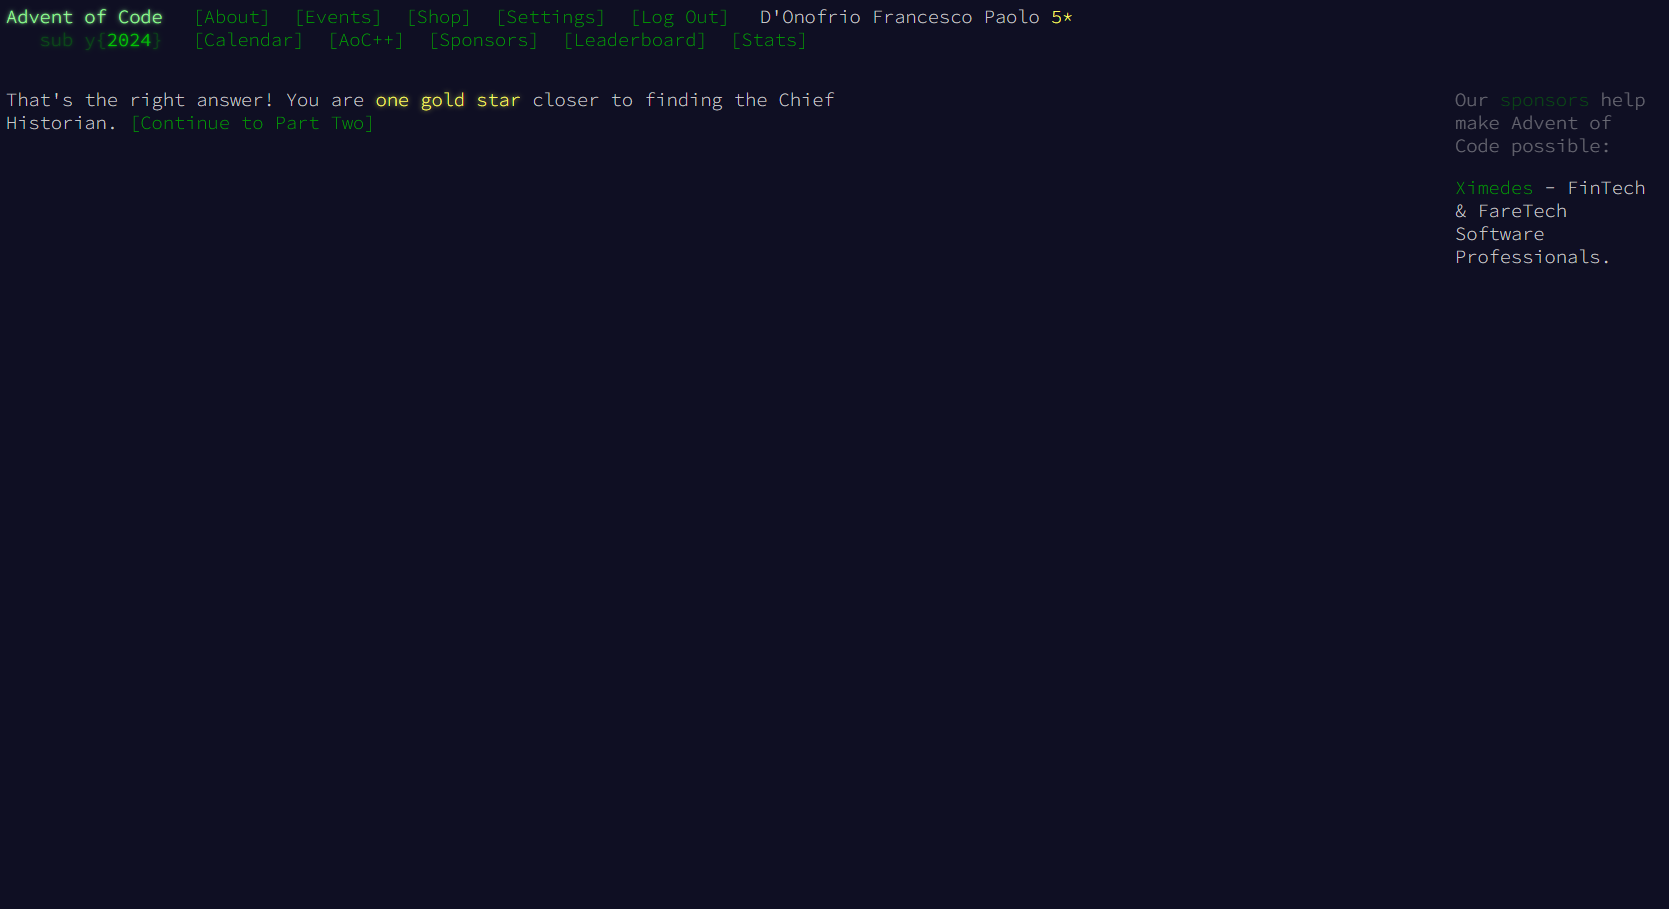 Advent of Code [About] [Events] [Shop] [Settings] [Log Out] D'Onofrio Francesco Paolo 5*
sub y{2024} [Calendar] [AoC++] [Sponsors] [Leaderboard] [Stats]
That's the right answer! You are one gold star closer to finding the Chief
Historian. [Continue to Part Two]
Our sponsors help
make Advent of
Code possible:
Ximedes - FinTech
& FareTech
Software
Professionals.